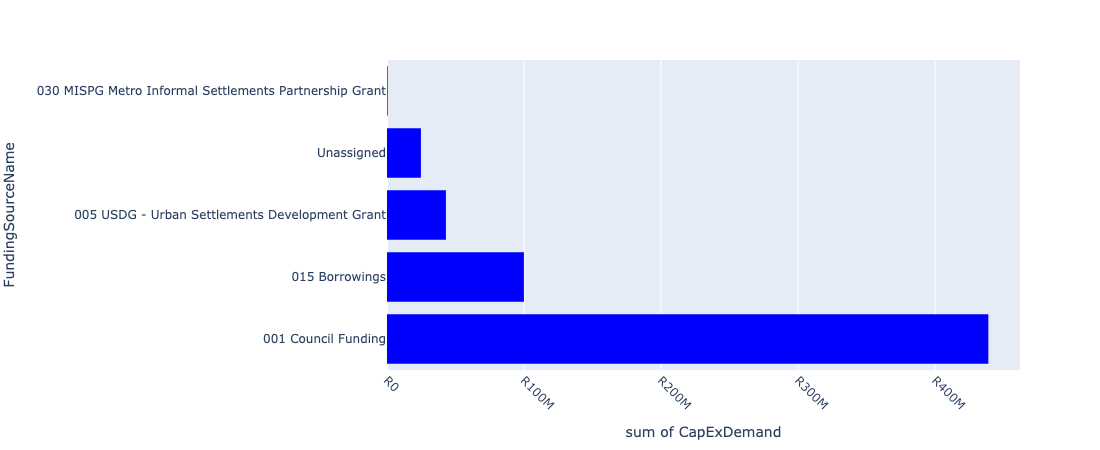 030 MISPG Metro Informal Settlements Partnership Grant
Unassigned
005 USDG - Urban Settlements Development Grant
015 Borrowings
001 Council Funding
FundingSourceName
R0
R100M
R200M
R300M
R400M
sum of CapExDemand